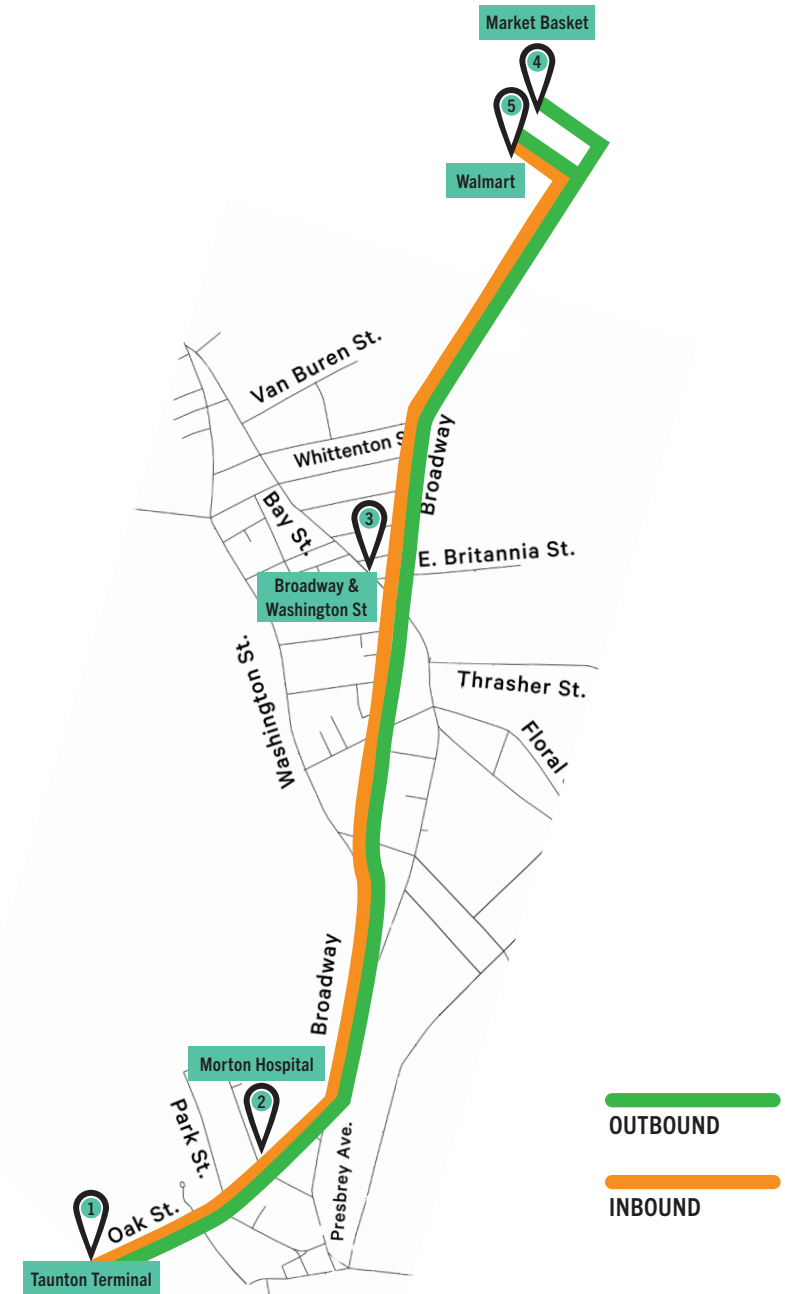 Market Basket
4
5
Walmart
Van Buren St.
Whittenton S
Broadway
Bay St.
3
E. Britannia St.
Broadway &
Washington St
Washington St.
Thrasher St.
Floral
Broadway
Morton Hospital
2
Park St.
Presbrey Ave.
OUTBOUND
INBOUND
1
Oak St.
Taunton Terminal